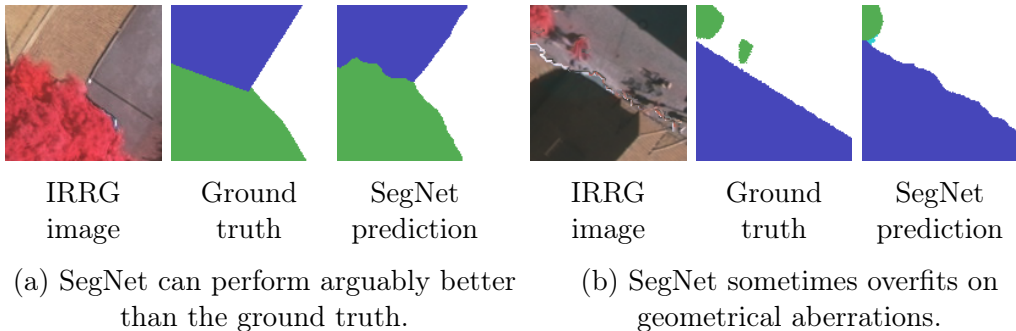 IRRG image
Ground truth
SegNet prediction
IRRG image
Ground truth
SegNet prediction
(a) SegNet can perform arguably better
than the ground truth.
(b) SegNet sometimes overfits on
geometrical aberrations.